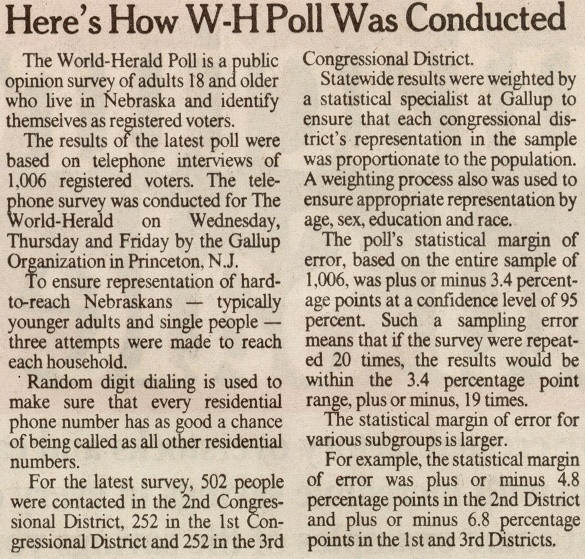 Here's How W-H Poll Was Conducted
The World-Herald Poll is a public
opinion survey of adults 18 and older
who live in Nebraska and identify
themselves as registered voters.
The results of the latest poll were
based on telephone interviews of
1,006 registered voters. The tele-
phone survey was conducted for The
World-Herald on Wednesday,
Thursday and Friday by the Gallup
Organization in Princeton, N.J.
To ensure representation of hard-
to-reach Nebraskans — typically
younger adults and single people —
three attempts were made to reach
each household.
Random digit dialing is used to
make sure that every residential
phone number has as good a chance
of being called as all other residential
numbers.
For the latest survey, 502 people
were contacted in the 2nd Congres-
sional District, 252 in the 1st Con-
gressional District and 252 in the 3rd
Congressional District.
Statewide results were weighted by
a statistical specialist at Gallup to
ensure that each congressional dis-
trict's representation in the sample
was proportionate to the population.
A weighting process also was used to
ensure appropriate representation by
age, sex, education and race.
The poll's statistical margin of
error, based on the entire sample of
1,006, was plus or minus 3.4 percent-
age points at a confidence level of 95
percent. Such a sampling error
means that if the survey were repeat-
ed 20 times, the results would be
within the 3.4 percentage point
range, plus or minus, 19 times.
The statistical margin of error for
various subgroups is larger.
For example, the statistical margin
of error was plus or minus 4.8
percentage points in the 2nd District
and plus or minus 6.8 percentage
points in the 1st and 3rd Districts.